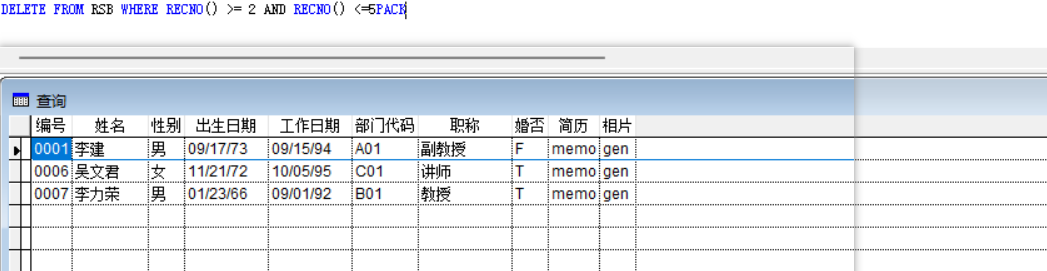 DELETE FROM RSB WHERE RECNO() >= 2 AND RECNO() <=5PACK
查询
编号 姓名 性别 出生日期 工作日期 部门代码 职称 婚否 简历 相片
0001 李建 男 09/17/73 09/15/94 A01 副教授 F memo gen
0006 吴文君 女 11/21/72 10/05/95 C01 讲师 T memo gen
0007 李力荣 男 01/23/66 09/01/92 B01 教授 T memo gen